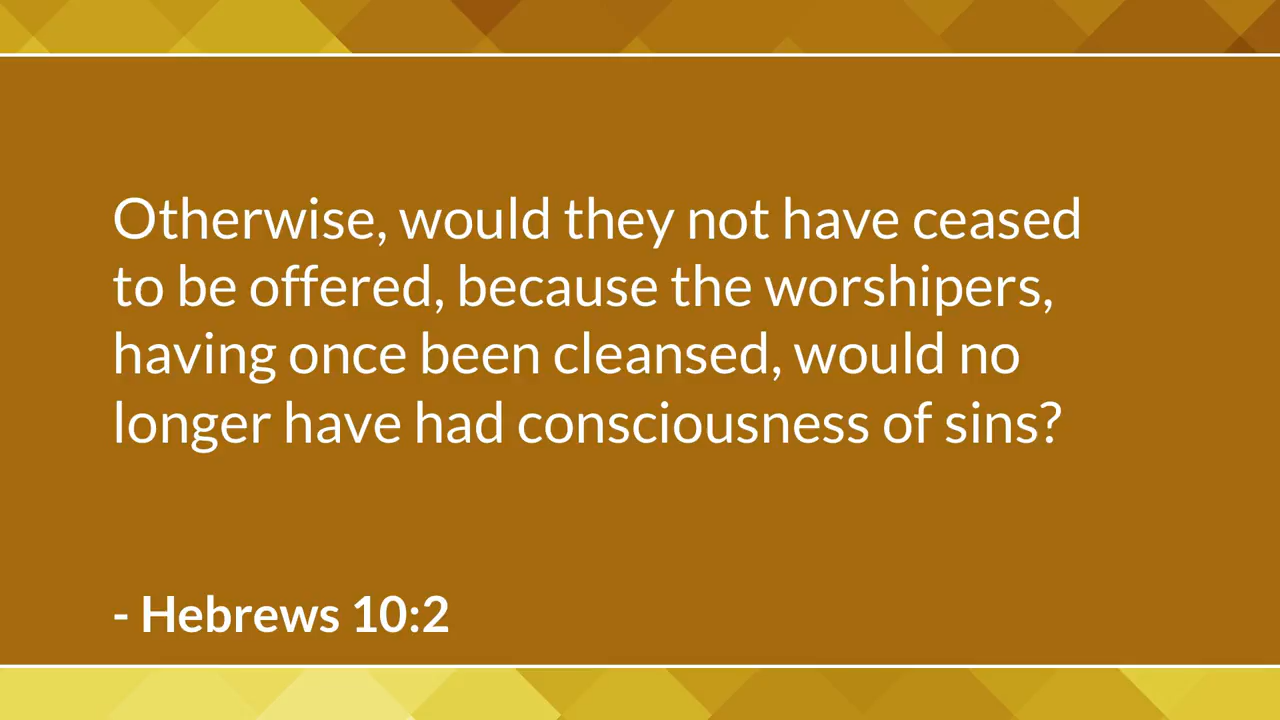 Otherwise, would they not have ceased
to be offered, because the worshipers,
having once been cleansed, would no
longer have had consciousness of sins?
- Hebrews 10:2